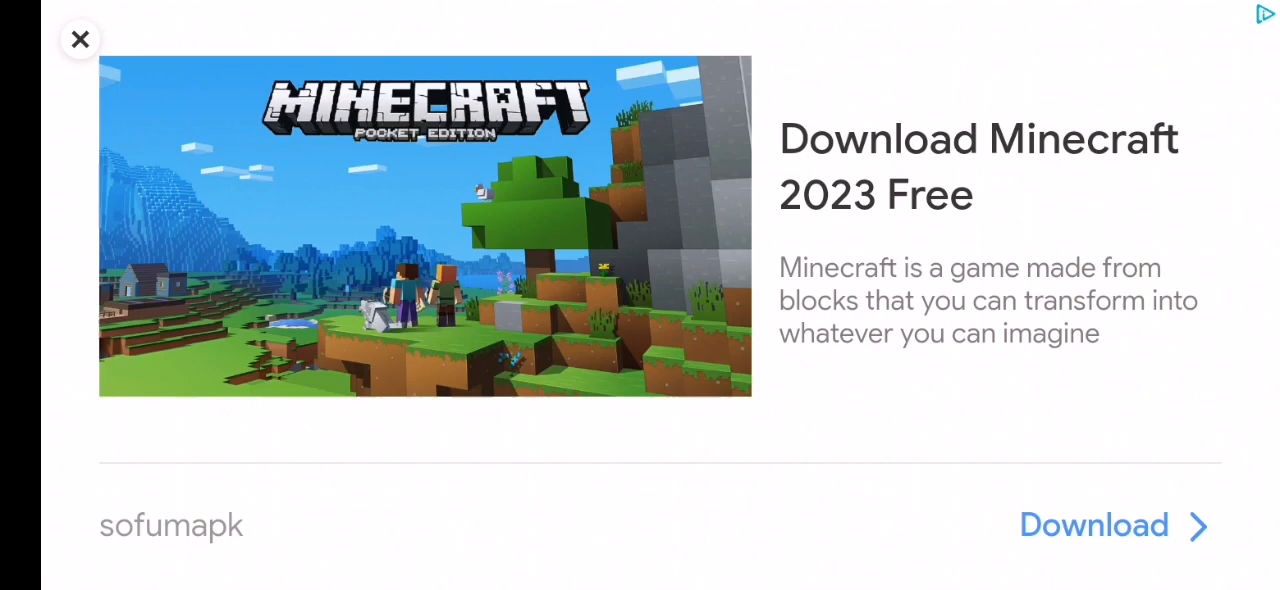 MINECRAFT
POCKET EDITION
Download Minecraft
2023 Free
Minecraft is a game made from
blocks that you can transform into
whatever you can imagine
sofumapk
Download